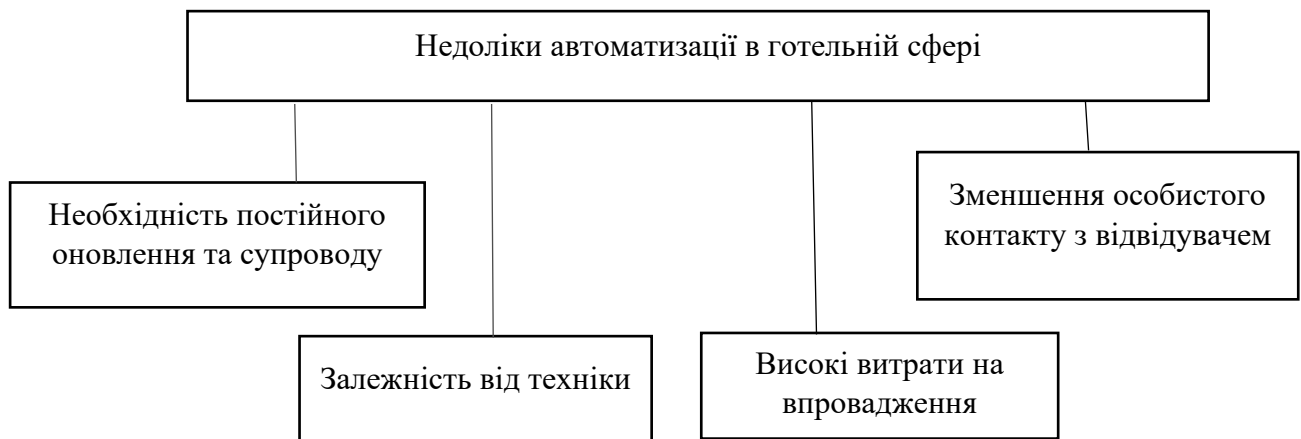 Недоліки автоматизації в готельній сфері
Необхідність постійного
оновлення та супроводу
Залежність від техніки
Високі витрати на
впровадження
Зменшення особистого
контакту з відвідувачем